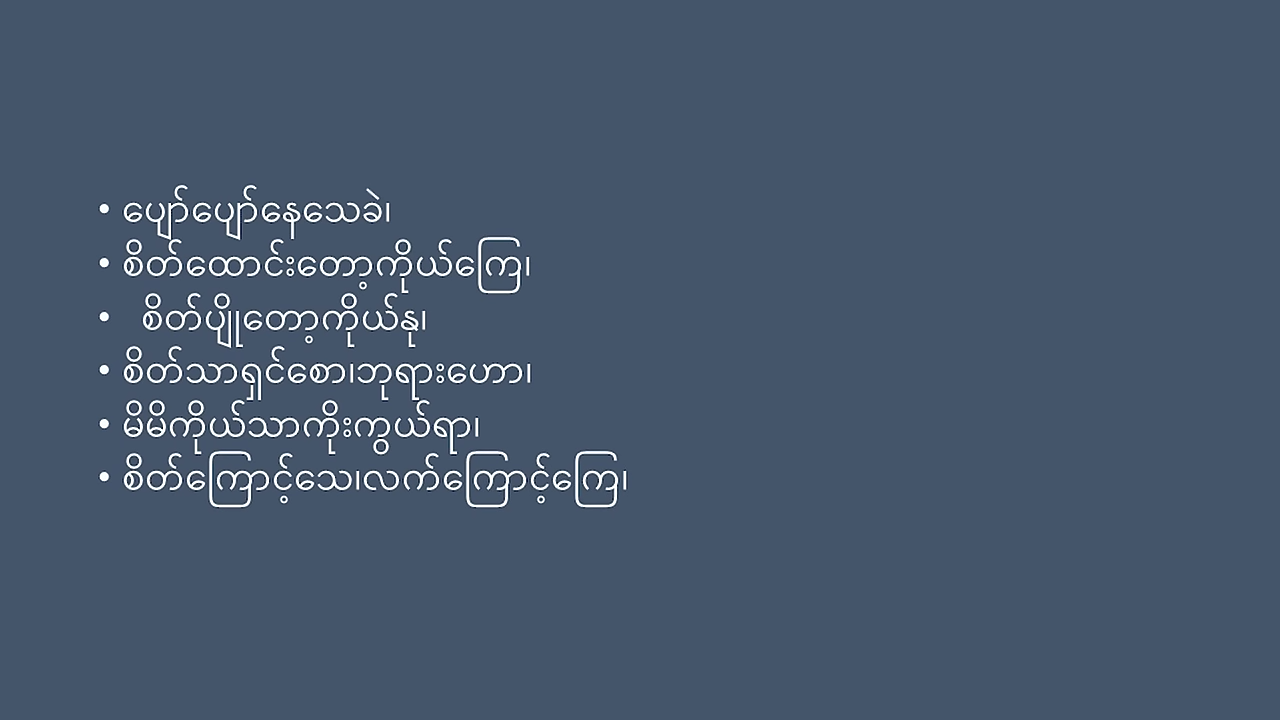 • ပျော်ပျော်နေသေခဲ၊
• စိတ်ထောင်းတော့ကိုယ်ကြေ၊
• စိတ်ပျိုတော့ကိုယ်နု၊
• စိတ်သာရှင်စော၊ဘုရားဟော၊
• မိမိကိုယ်သာကိုးကွယ်ရာ၊
• စိတ်ကြောင့်သေ၊လက်ကြောင့်ကြေ၊